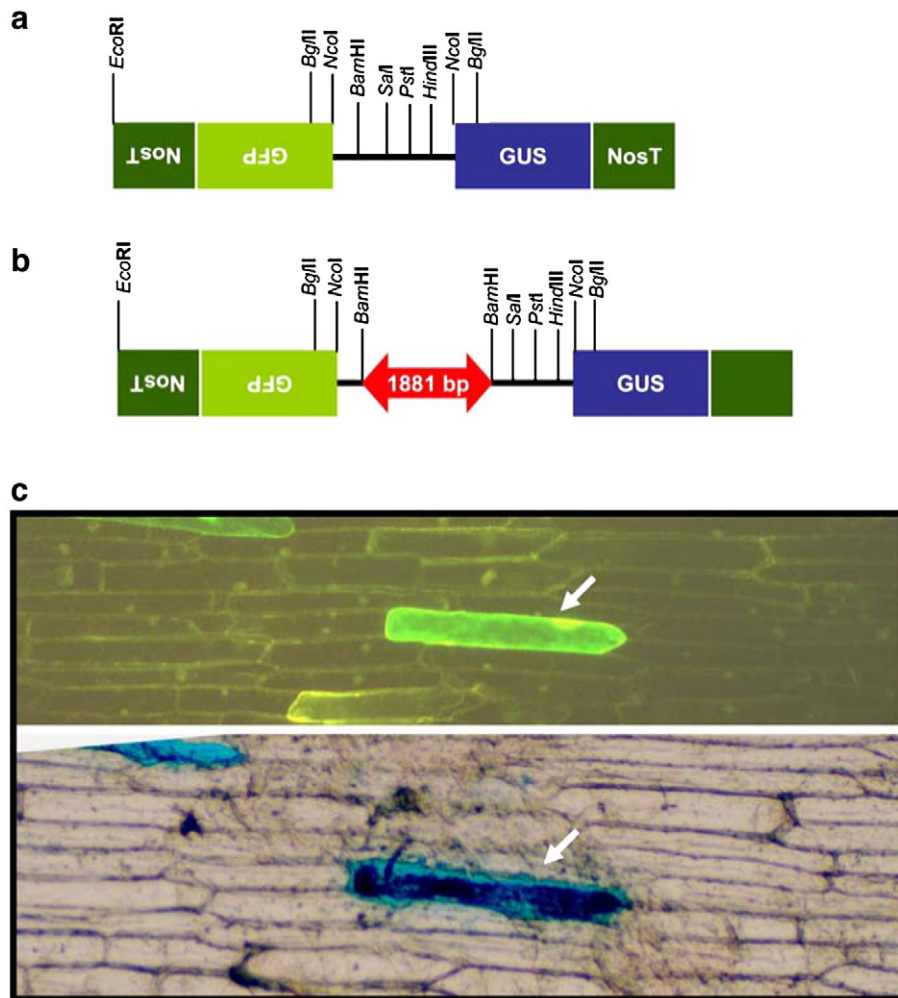 a
EcoRI
BglII
NcoI
BamHI
SalI
PstI
HindIII
NcoI
BglII
NosT
GFP
GUS
NosT
b
EcoRI
BglII
NcoI
BamHI
BamHI
SalI
PstI
HindIII
NcoI
BglII
NosT
GFP
1881 bp
GUS
c